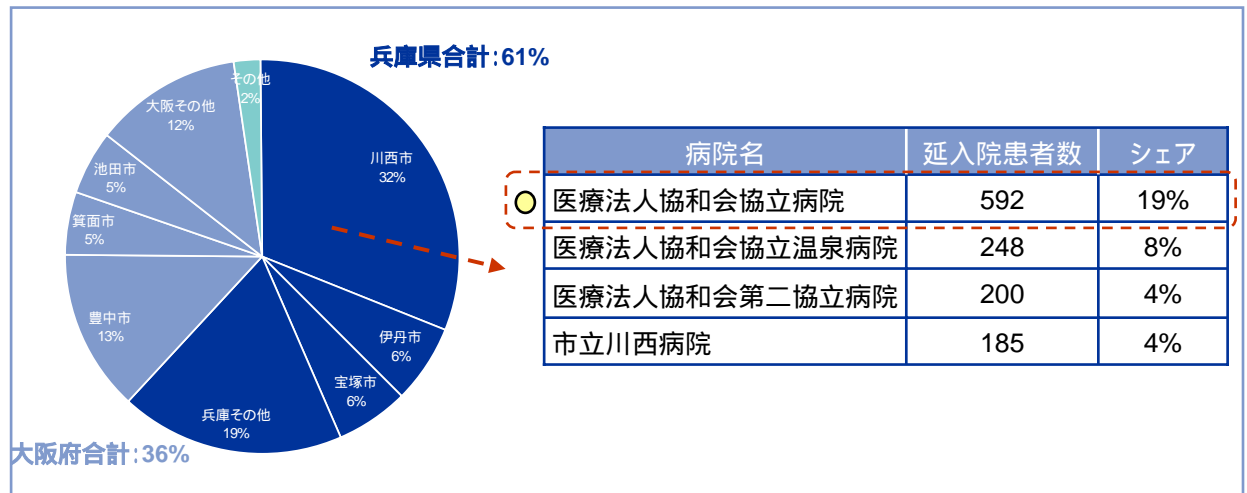 兵庫県合計：61%
その他
2%
大阪その他
12%
川西市
32%
池田市
5%
箕面市
5%
豊中市
13%
伊丹市
6%
宝塚市
6%
兵庫その他
19%
大阪府合計：36%
病院名 延入院患者数 シェア
医療法人協和会協立病院 592 19%
医療法人協和会協立温泉病院 248 8%
医療法人協和会第二協立病院 200 4%
市立川西病院 185 4%